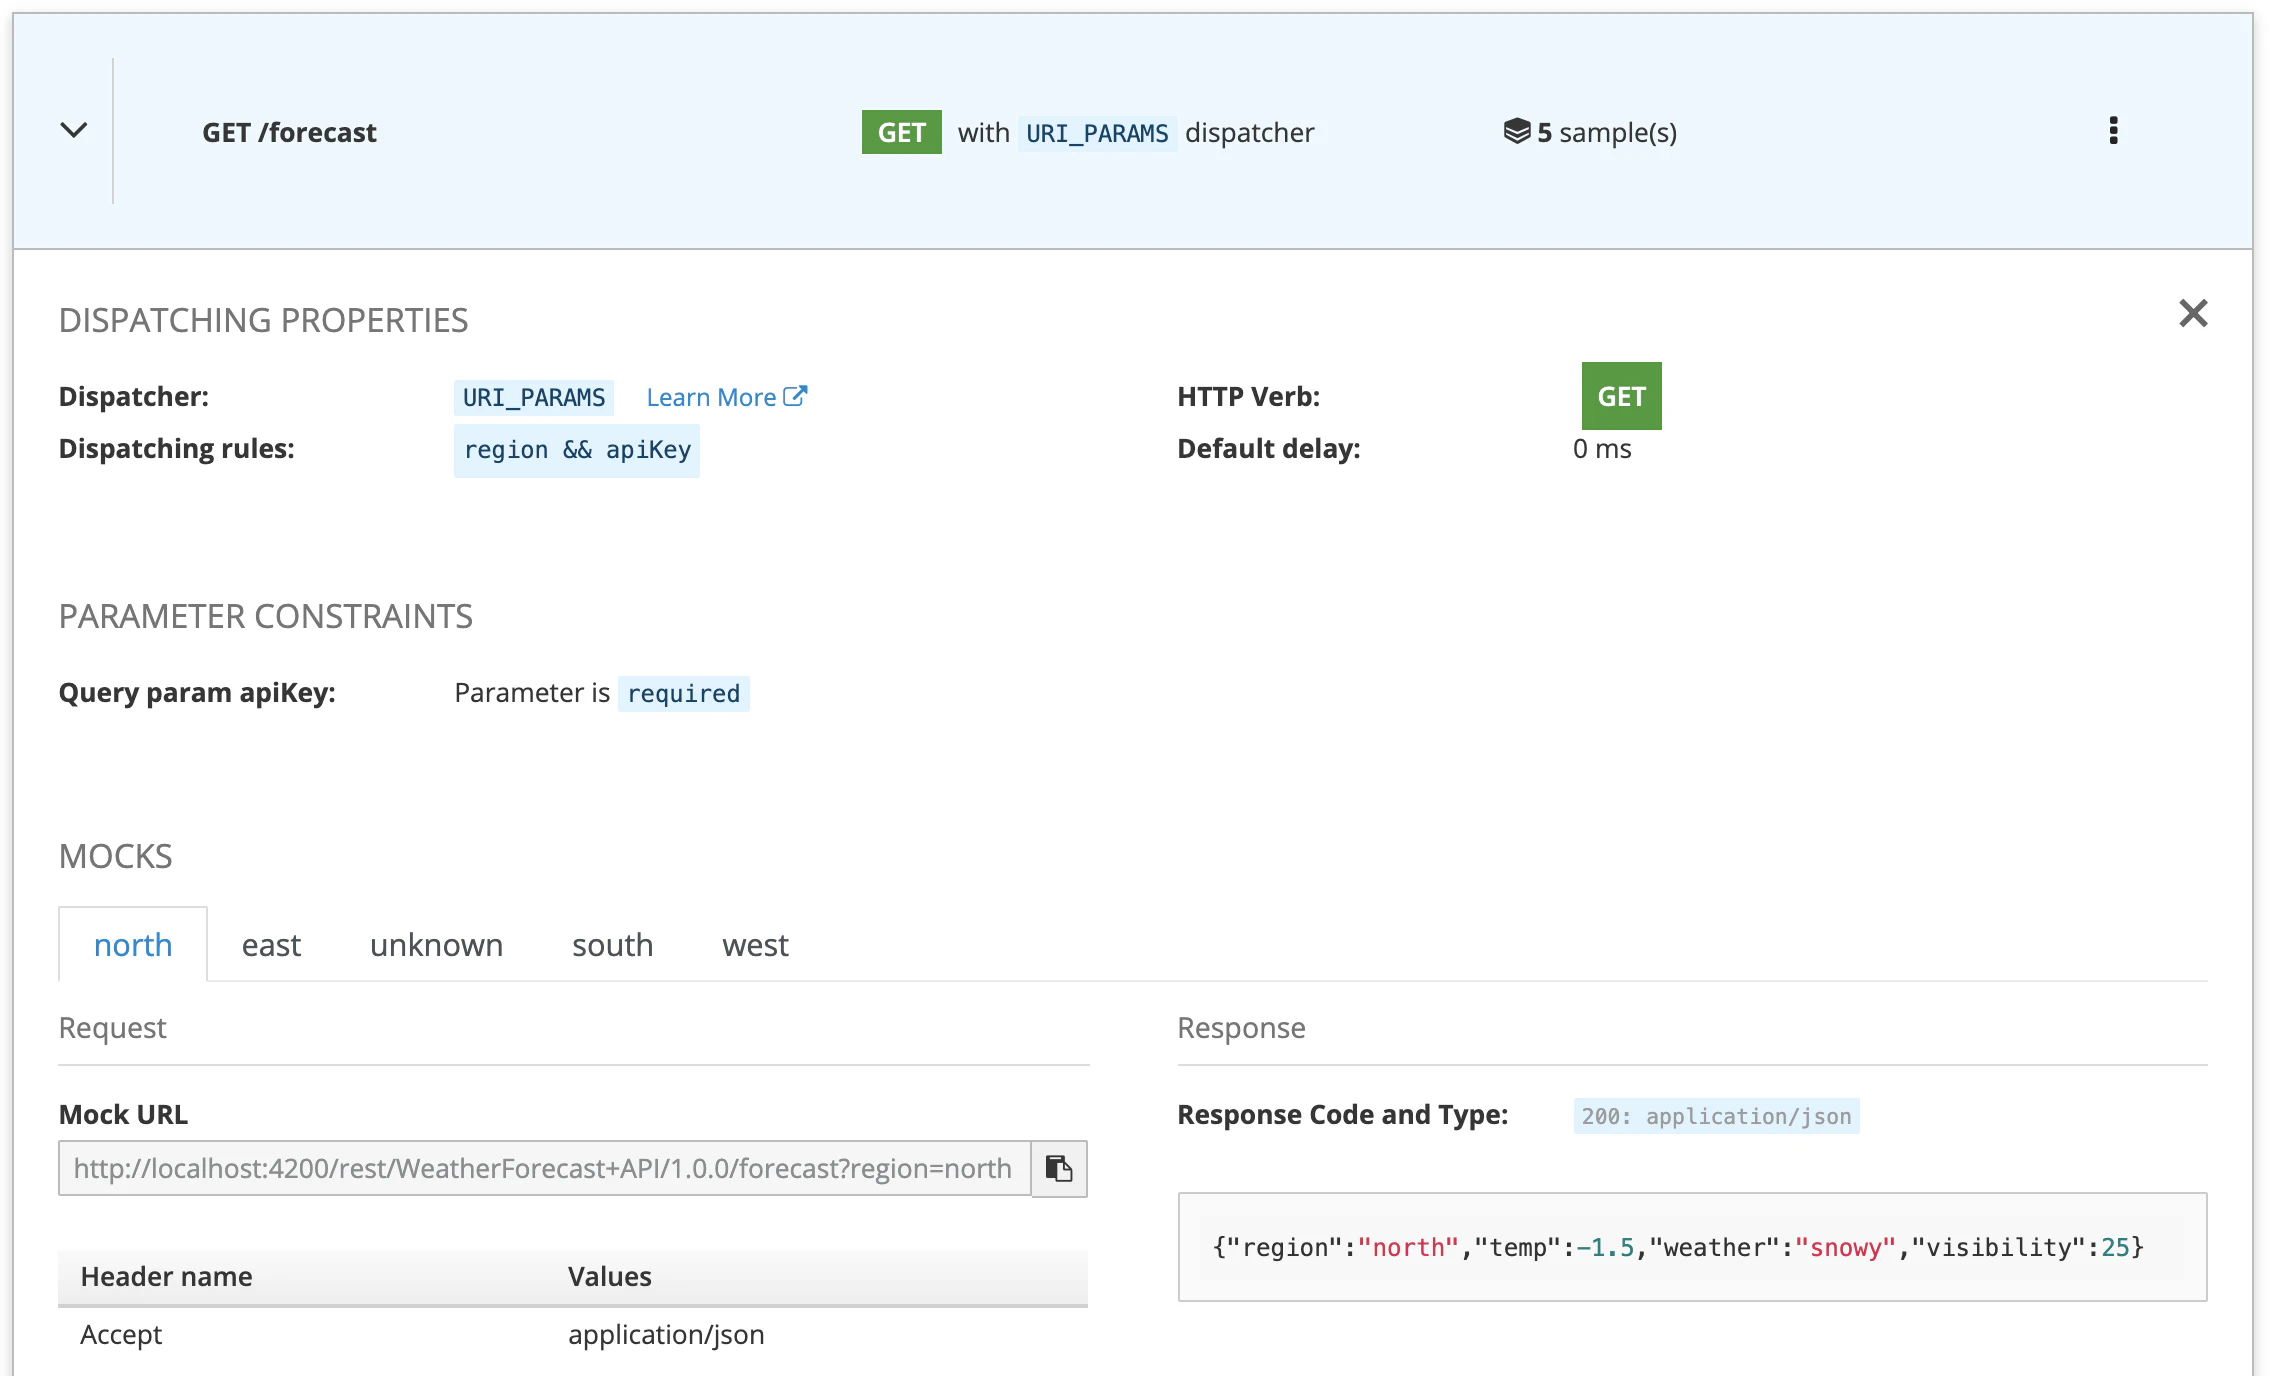 GET /forecast
GET with URI_PARAMS dispatcher
5 sample(s)
DISPATCHING PROPERTIES
Dispatcher: URI_PARAMS Learn More
HTTP Verb: GET
Dispatching rules: region && apiKey
Default delay: 0 ms
PARAMETER CONSTRAINTS
Query param apiKey: Parameter is required
MOCKS
north east unknown south west
Request
Response
Mock URL
Response Code and Type: 200: application/json
http://localhost:4200/rest/WeatherForecast+API/1.0.0/forecast?region=north
{"region":"north","temp":-1.5,"weather":"snowy","visibility":25}
Header name Values
Accept application/json